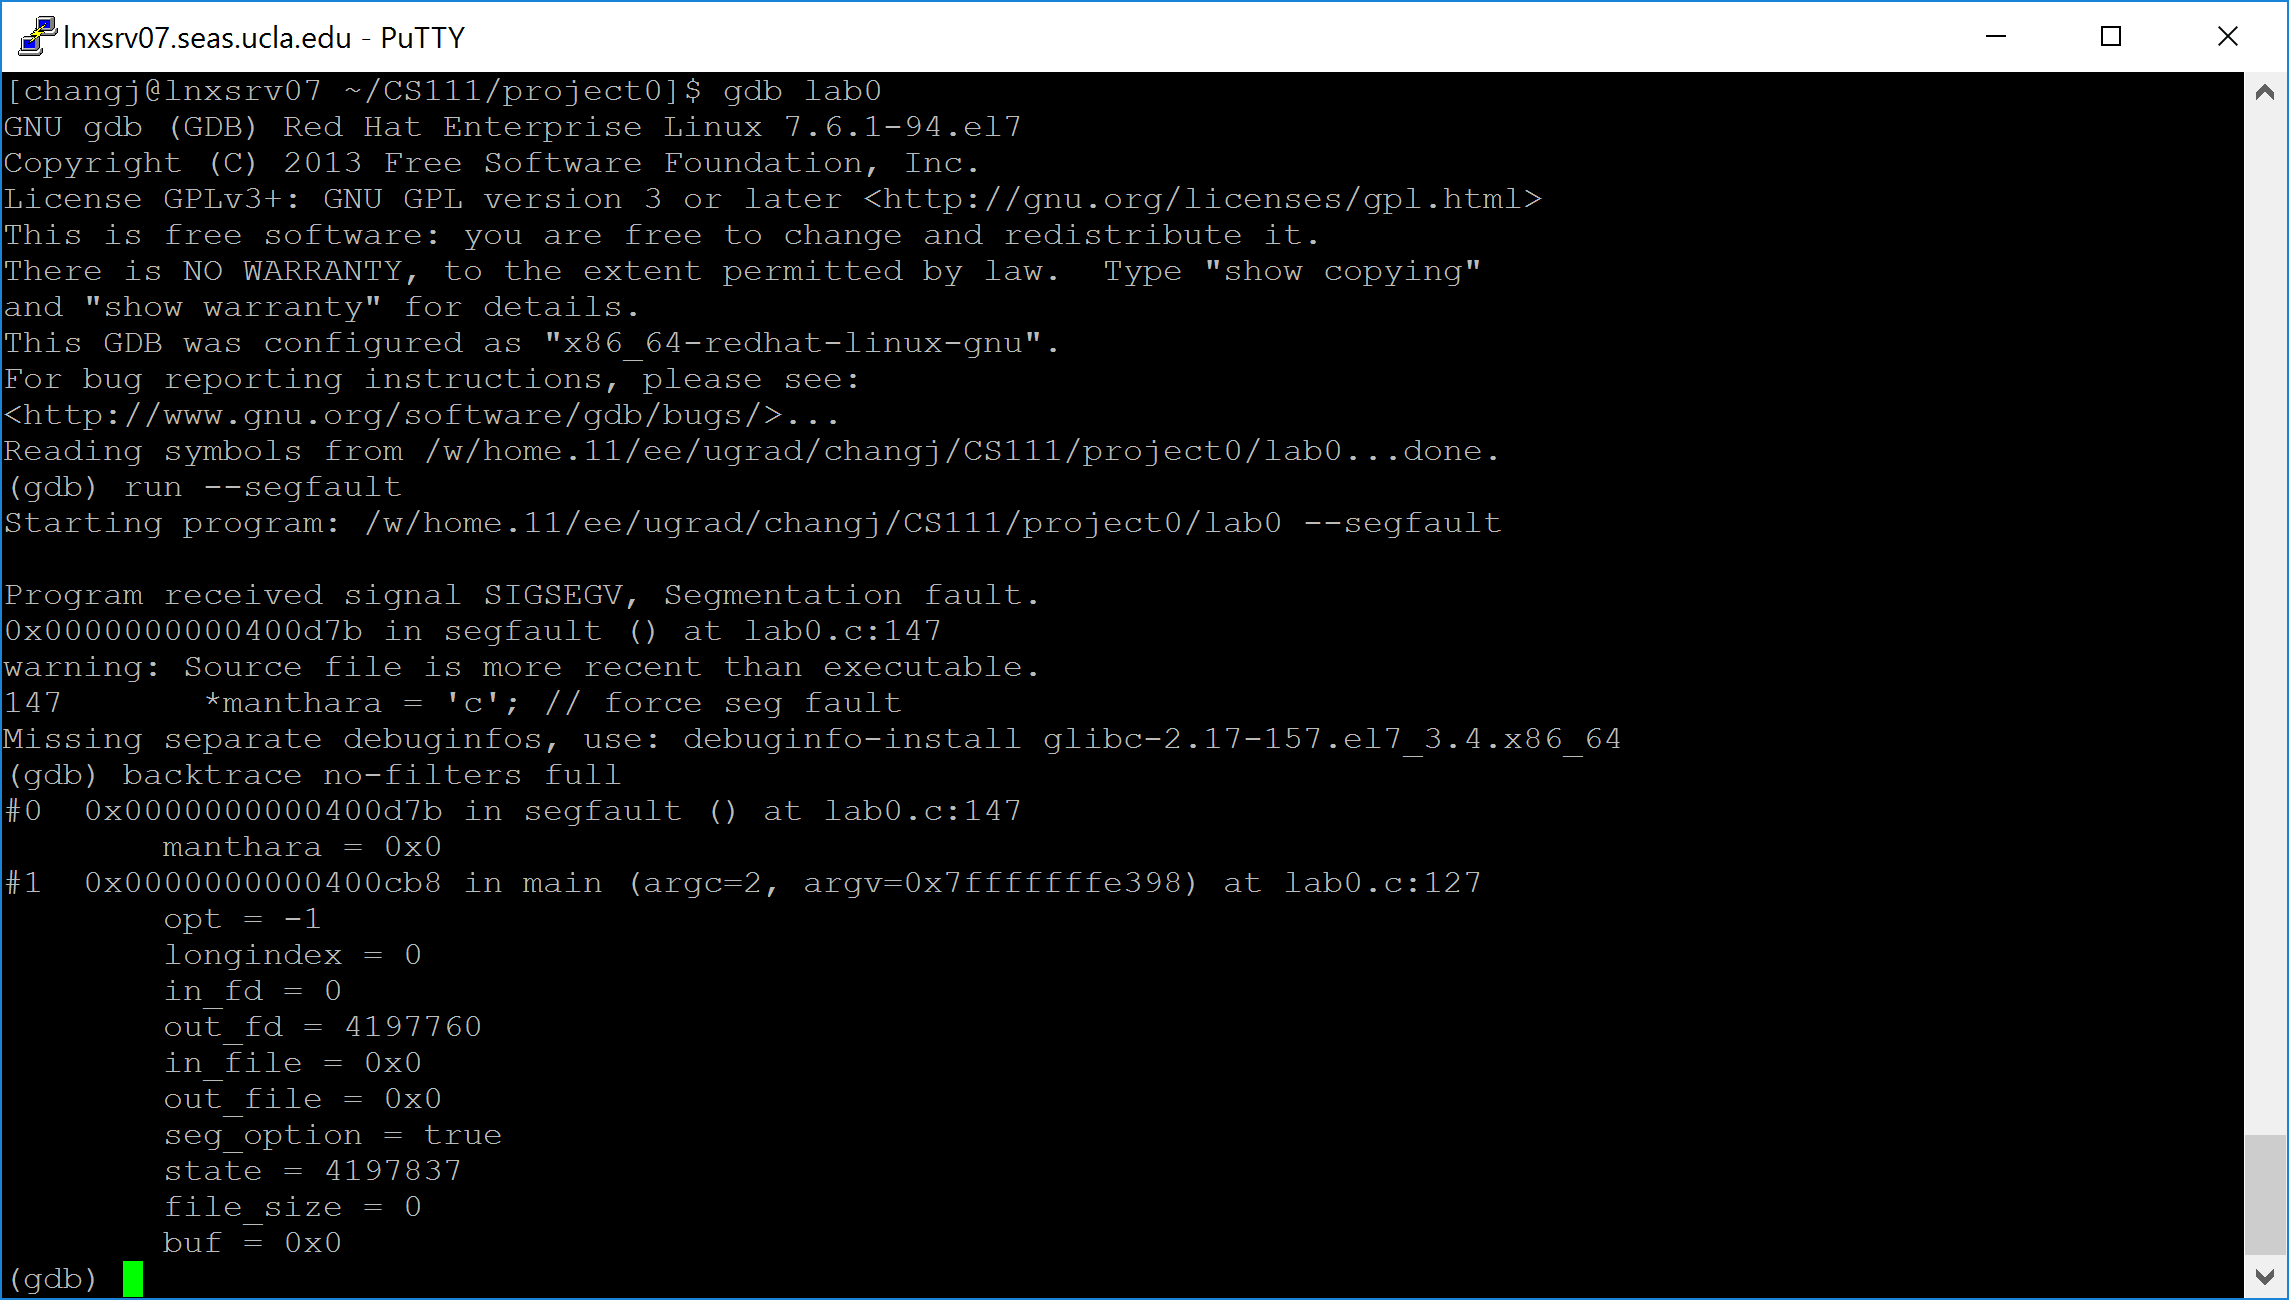 lnxsrv07.seas.ucla.edu - PuTTY
[changj@lnxsrv07 ~/CS111/project0]$ gdb lab0
GNU gdb (GDB) Red Hat Enterprise Linux 7.6.1-94.el7
Copyright (C) 2013 Free Software Foundation, Inc.
License GPLv3+: GNU GPL version 3 or later <http://gnu.org/licenses/gpl.html>
This is free software: you are free to change and redistribute it.
There is NO WARRANTY, to the extent permitted by law.  Type "show copying"
and "show warranty" for details.
This GDB was configured as "x86_64-redhat-linux-gnu".
For bug reporting instructions, please see:
<http://www.gnu.org/software/gdb/bugs/>...
Reading symbols from /w/home.11/ee/ugrad/changj/CS111/project0/lab0...done.
(gdb) run --segfault
Starting program: /w/home.11/ee/ugrad/changj/CS111/project0/lab0 --segfault

Program received signal SIGSEGV, Segmentation fault.
0x0000000000400d7b in segfault () at lab0.c:147
warning: Source file is more recent than executable.
147       *manthara = 'c'; // force seg fault
Missing separate debuginfos, use: debuginfo-install glibc-2.17-157.el7_3.4.x86_64
(gdb) backtrace no-filters full
#0  0x0000000000400d7b in segfault () at lab0.c:147
        manthara = 0x0
#1  0x0000000000400cb8 in main (argc=2, argv=0x7fffffffe398) at lab0.c:127
        opt = -1
        longindex = 0
        in_fd = 0
        out_fd = 4197760
        in_file = 0x0
        out_file = 0x0
        seg_option = true
        state = 4197837
        file_size = 0
        buf = 0x0
(gdb)